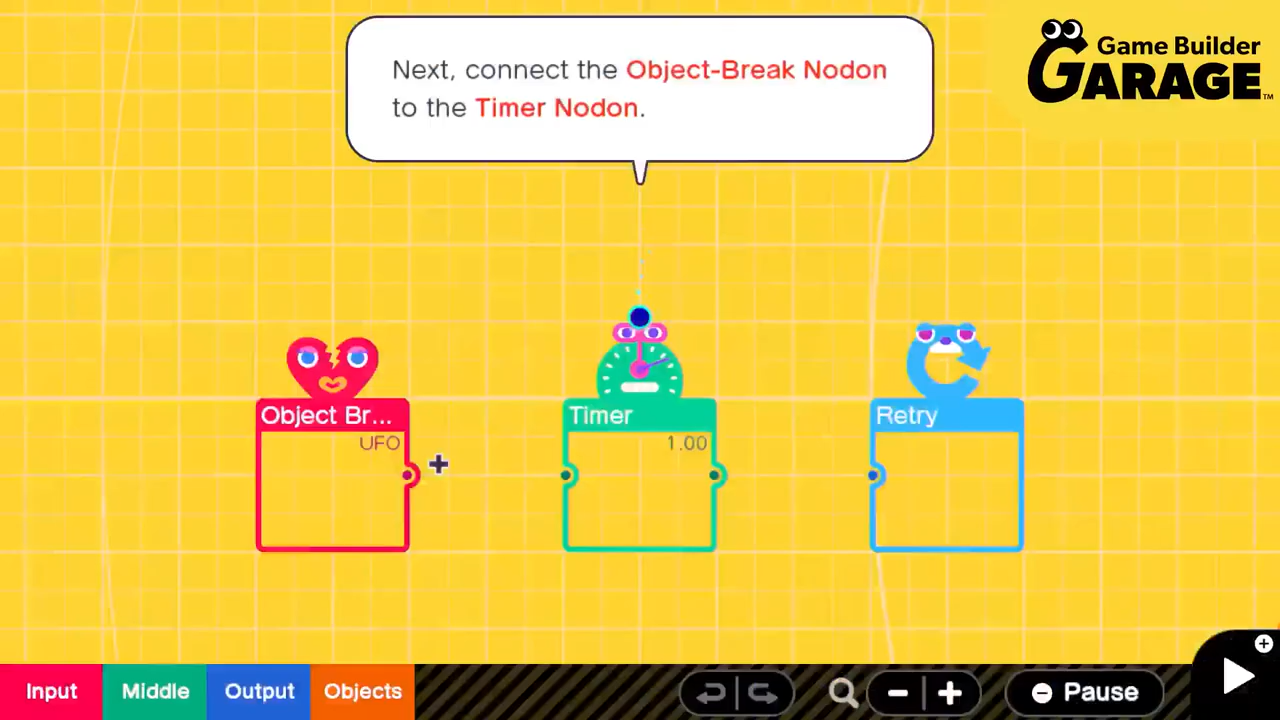 Next, connect the Object-Break Nodon
to the Timer Nodon.
Game Builder
GARAGE™
Object Br...
UFO
Timer
1.00
Retry
Input
Middle
Output
Objects
Pause